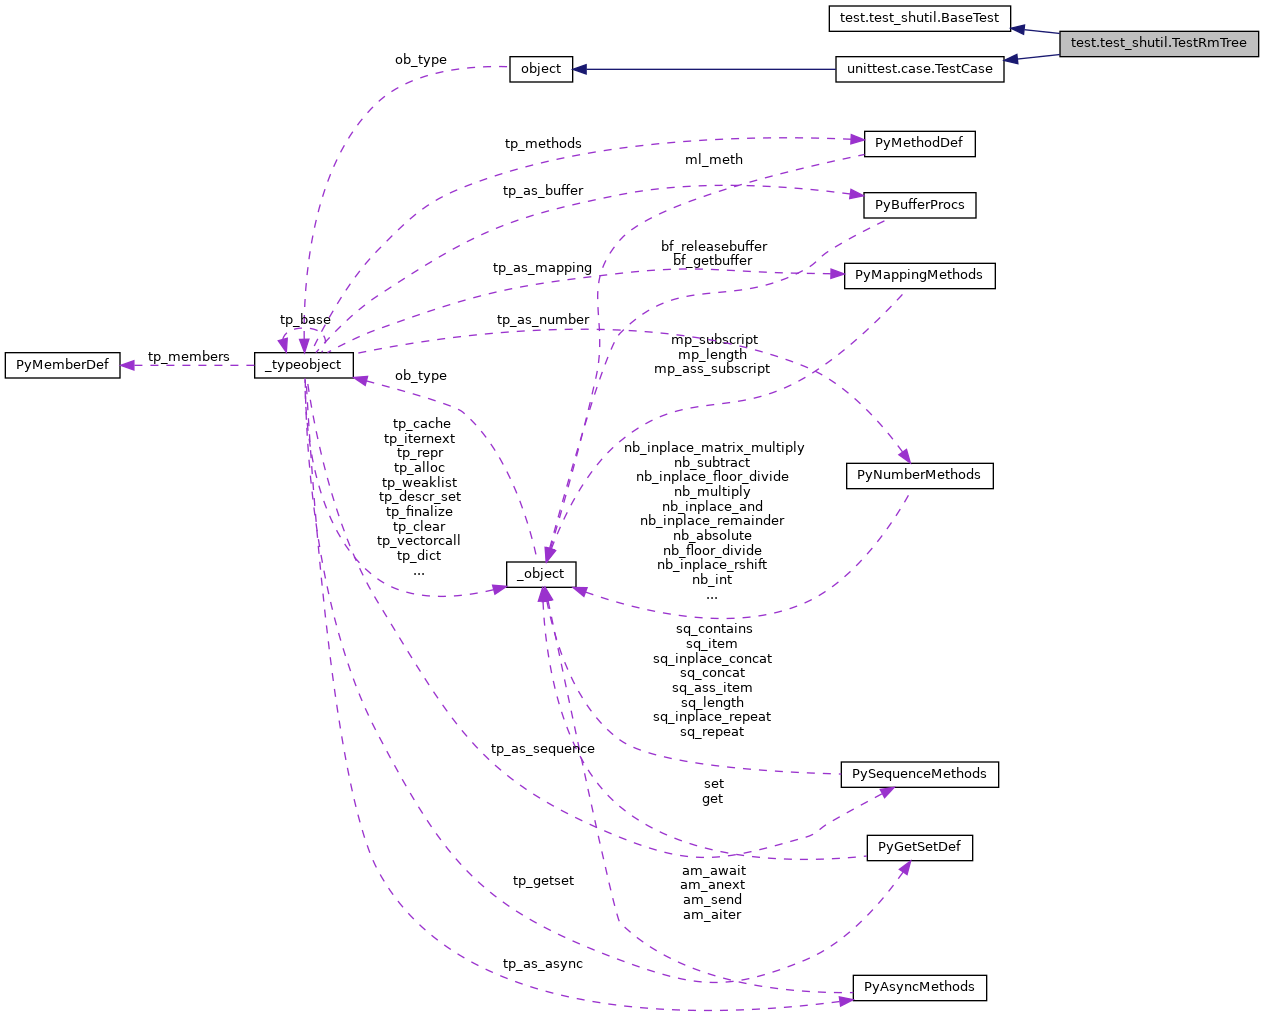 test.test_shutil.BaseTest
test.test_shutil.TestRmTree
ob_type
object
unittest.case.TestCase
tp_methods
PyMethodDef
ml_meth
tp_as_buffer
PyBufferProcs
bf_releasebuffer
bf_getbuffer
tp_as_mapping
PyMappingMethods
tp_base
tp_as_number
mp_subscript
mp_length
mp_ass_subscript
PyMemberDef
tp_members
_typeobject
ob_type
tp_cache
tp_iternext
tp_repr
tp_alloc
tp_weaklist
tp_descr_set
tp_finalize
tp_clear
tp_vectorcall
tp_dict
...
nb_inplace_matrix_multiply
nb_subtract
nb_inplace_floor_divide
nb_multiply
nb_inplace_and
nb_inplace_remainder
nb_absolute
nb_floor_divide
nb_inplace_rshift
nb_int
...
PyNumberMethods
_object
sq_contains
sq_item
sq_inplace_concat
sq_concat
sq_ass_item
sq_length
sq_inplace_repeat
sq_repeat
tp_as_sequence
PySequenceMethods
set
get
PyGetSetDef
tp_getset
am_await
am_anext
am_send
am_aiter
tp_as_async
PyAsyncMethods